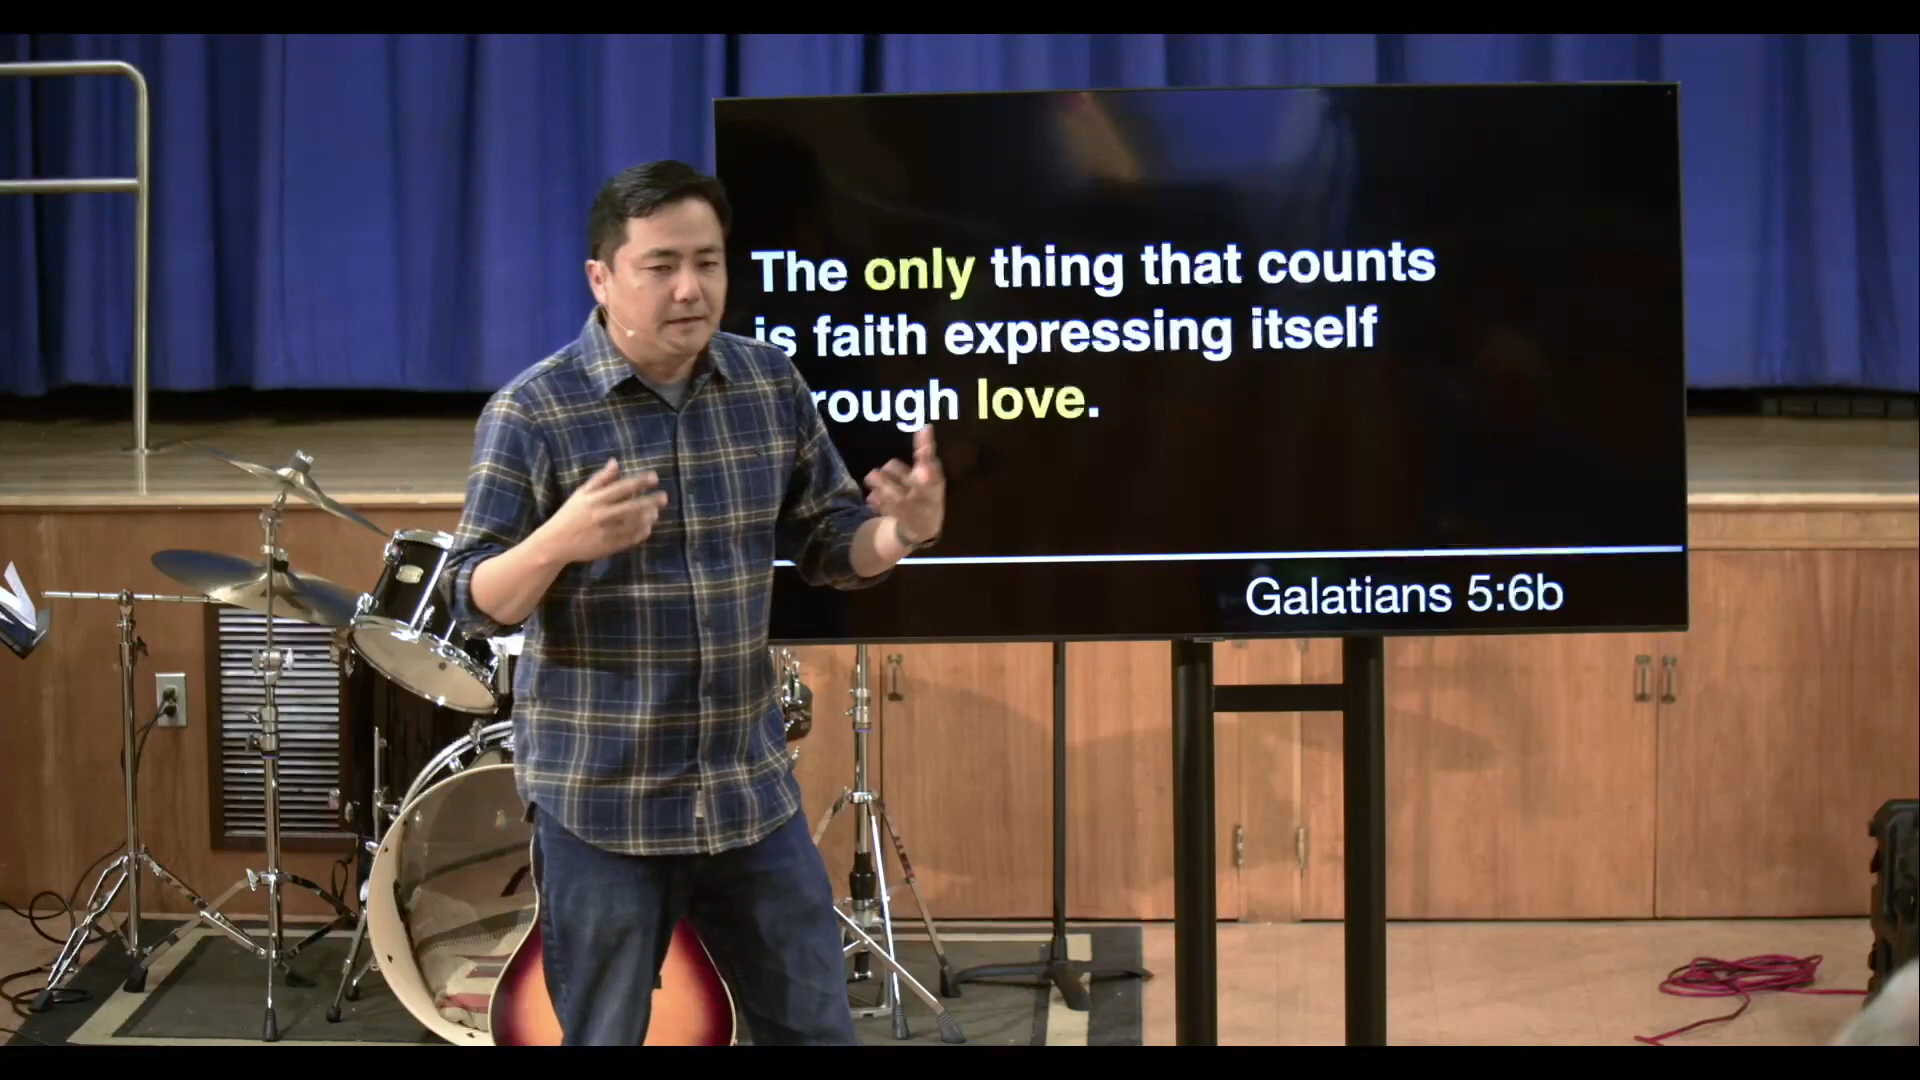 The only thing that counts
is faith expressing itself
rough love.
Galatians 5:6b